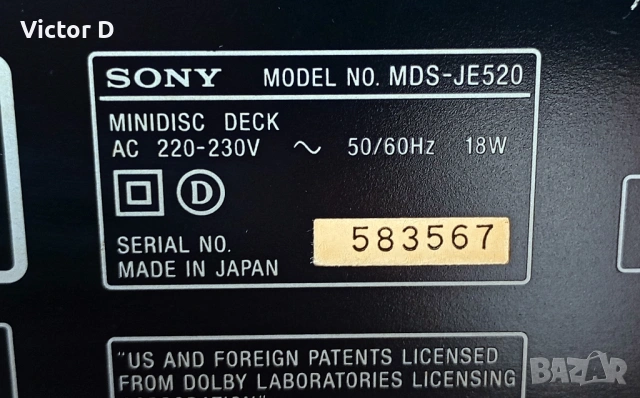 Victor D
SONY MODEL NO. MDS-JE520
MINIDISC DECK
AC 220-230V ~ 50/60Hz 18W
D
SERIAL NO. 583567
MADE IN JAPAN
"US AND FOREIGN PATENTS LICENSED
FROM DOLBY LABORATORIES LICENSING
BAZAR